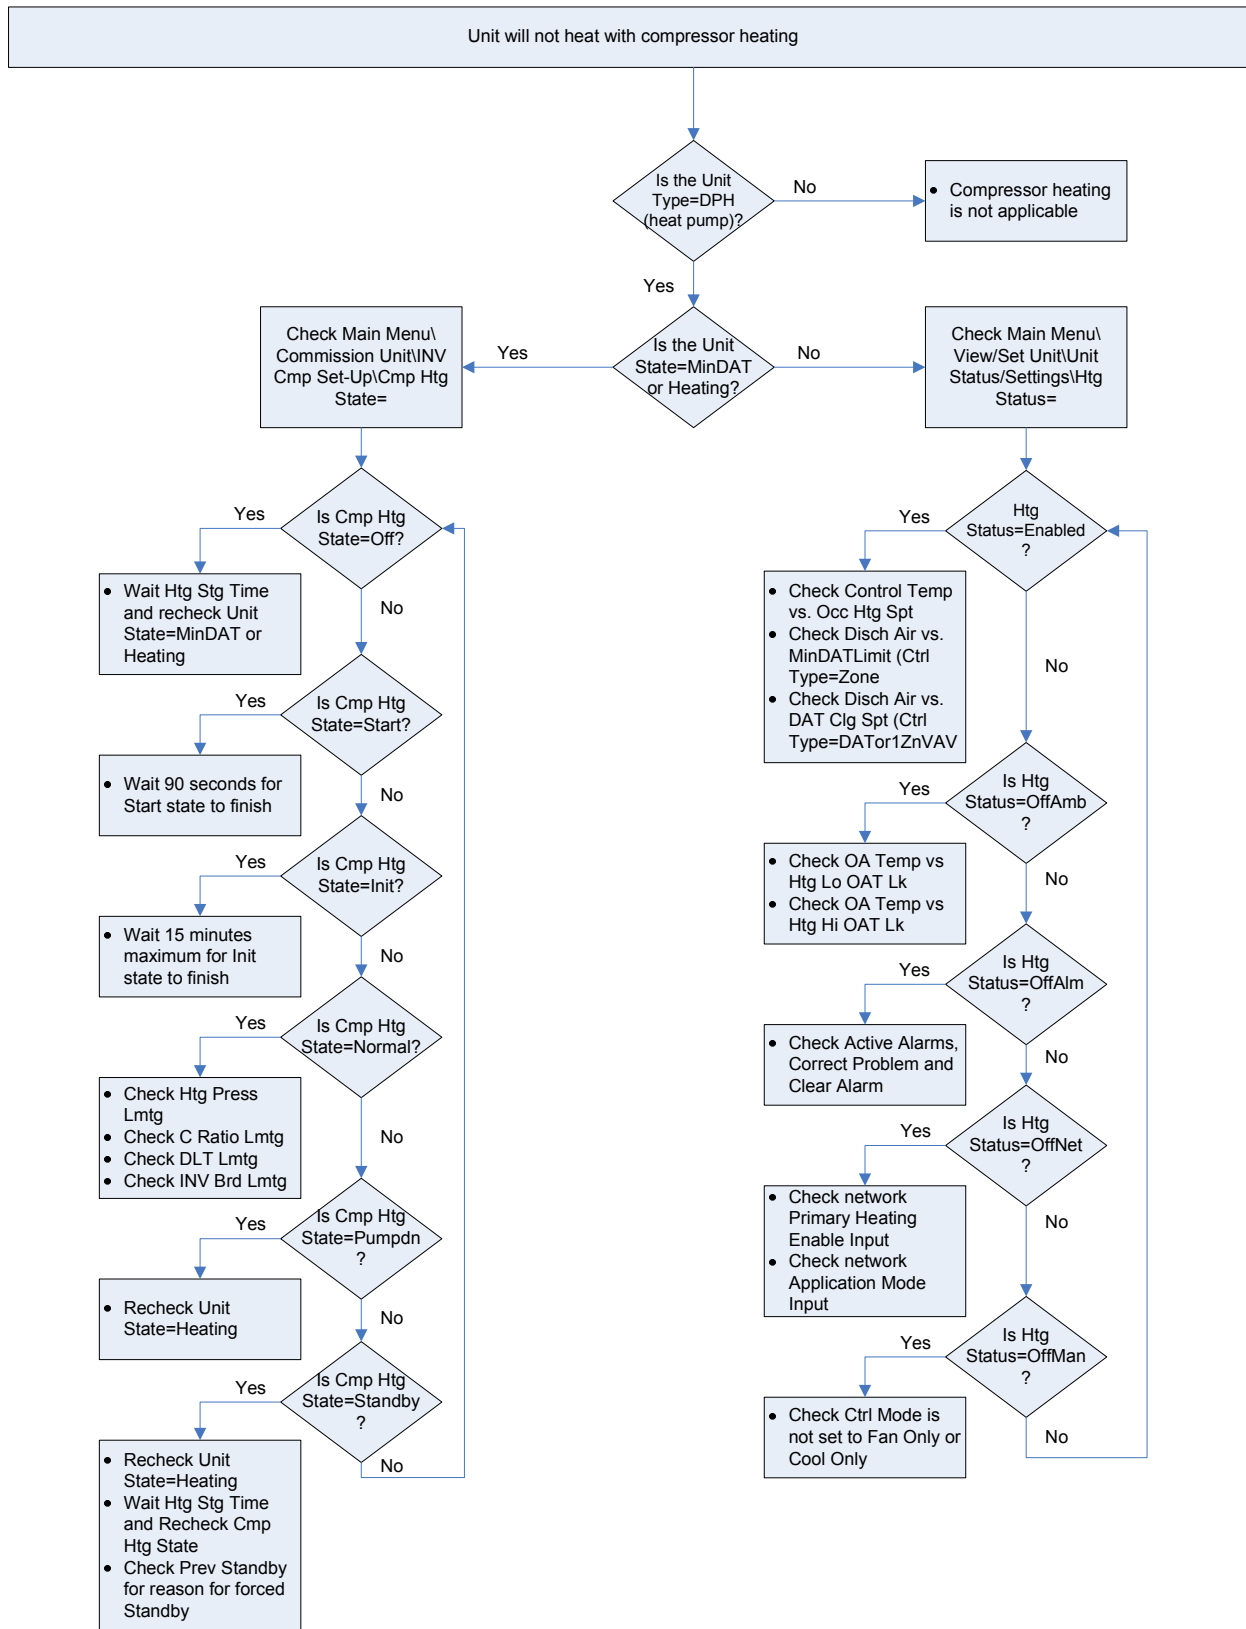 Unit will not heat with compressor heating
Is the Unit
Type=DPH
(heat pump)?
No
• Compressor heating
is not applicable
Yes
Is the Unit
State=MinDAT
or Heating?
Yes
No
Check Main Menu\
Commission Unit\INV
Cmp Set-Up\Cmp Htg
State=
Check Main Menu\
View/Set Unit\Unit
Status/Settings\Htg
Status=
Is Cmp Htg
State=Off?
Yes
• Wait Htg Stg Time
and recheck Unit
State=MinDAT or
Heating
No
Is Cmp Htg
State=Start?
Yes
• Wait 90 seconds for
Start state to finish
No
Is Cmp Htg
State=Init?
Yes
• Wait 15 minutes
maximum for Init
state to finish
No
Is Cmp Htg
State=Normal?
Yes
• Check Htg Press
Lmtg
• Check C Ratio Lmtg
• Check DLT Lmtg
• Check INV Brd Lmtg
No
Is Cmp Htg
State=Pumpdn
?
Yes
• Recheck Unit
State=Heating
No
Is Cmp Htg
State=Standby
?
Yes
No
• Recheck Unit
State=Heating
• Wait Htg Stg Time
and Recheck Cmp
Htg State
• Check Prev Standby
for reason for forced
Standby
Htg
Status=Enabled
?
Yes
• Check Control Temp
vs. Occ Htg Spt
• Check Disch Air vs.
MinDATLimit (Ctrl
Type=Zone
• Check Disch Air vs.
DAT Clg Spt (Ctrl
Type=DATor1ZnVAV
No
Is Htg
Status=OffAmb
?
Yes
• Check OA Temp vs
Htg Lo OAT Lk
• Check OA Temp vs
Htg Hi OAT Lk
No
Is Htg
Status=OffAlm
?
Yes
• Check Active Alarms,
Correct Problem and
Clear Alarm
No
Is Htg
Status=OffNet
?
Yes
• Check network
Primary Heating
Enable Input
• Check network
Application Mode
Input
No
Is Htg
Status=OffMan
?
Yes
• Check Ctrl Mode is
not set to Fan Only or
Cool Only
No